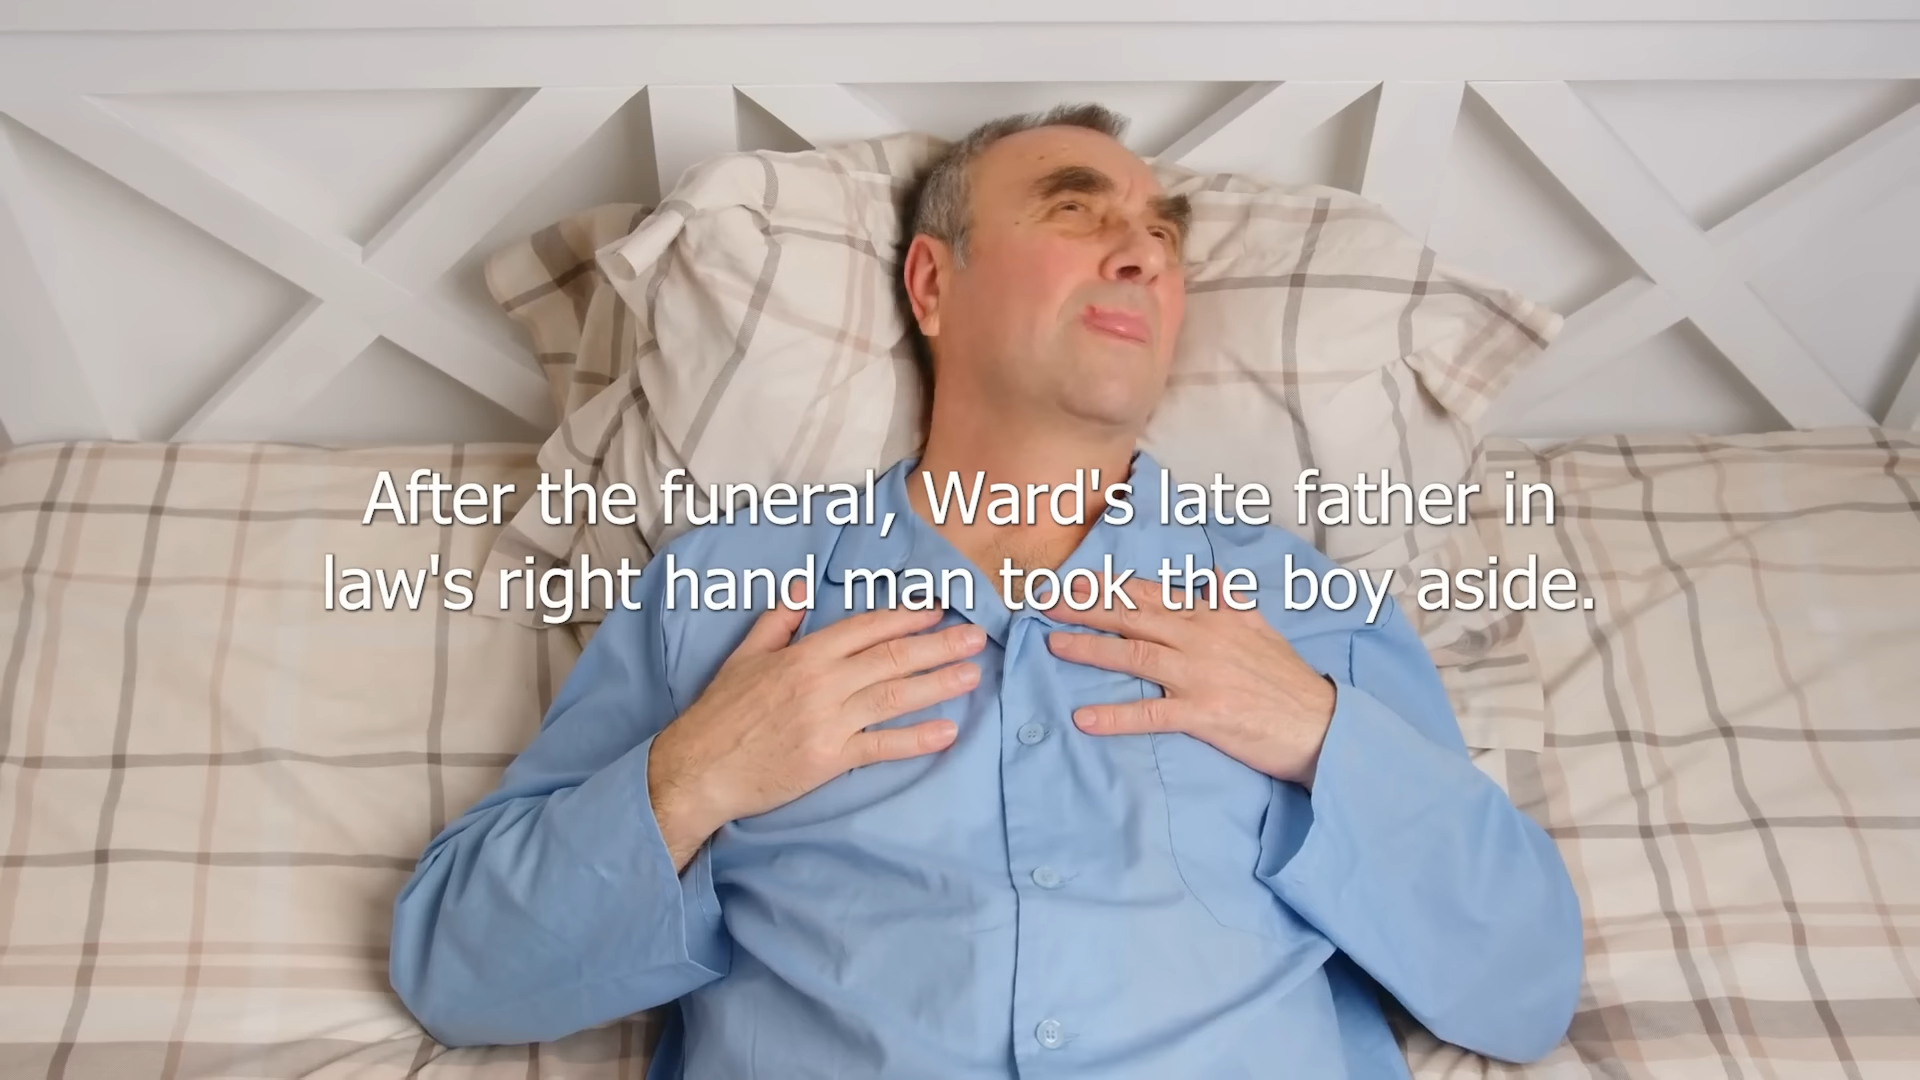 After the funeral, Ward's late father in
law's right hand man took the boy aside.